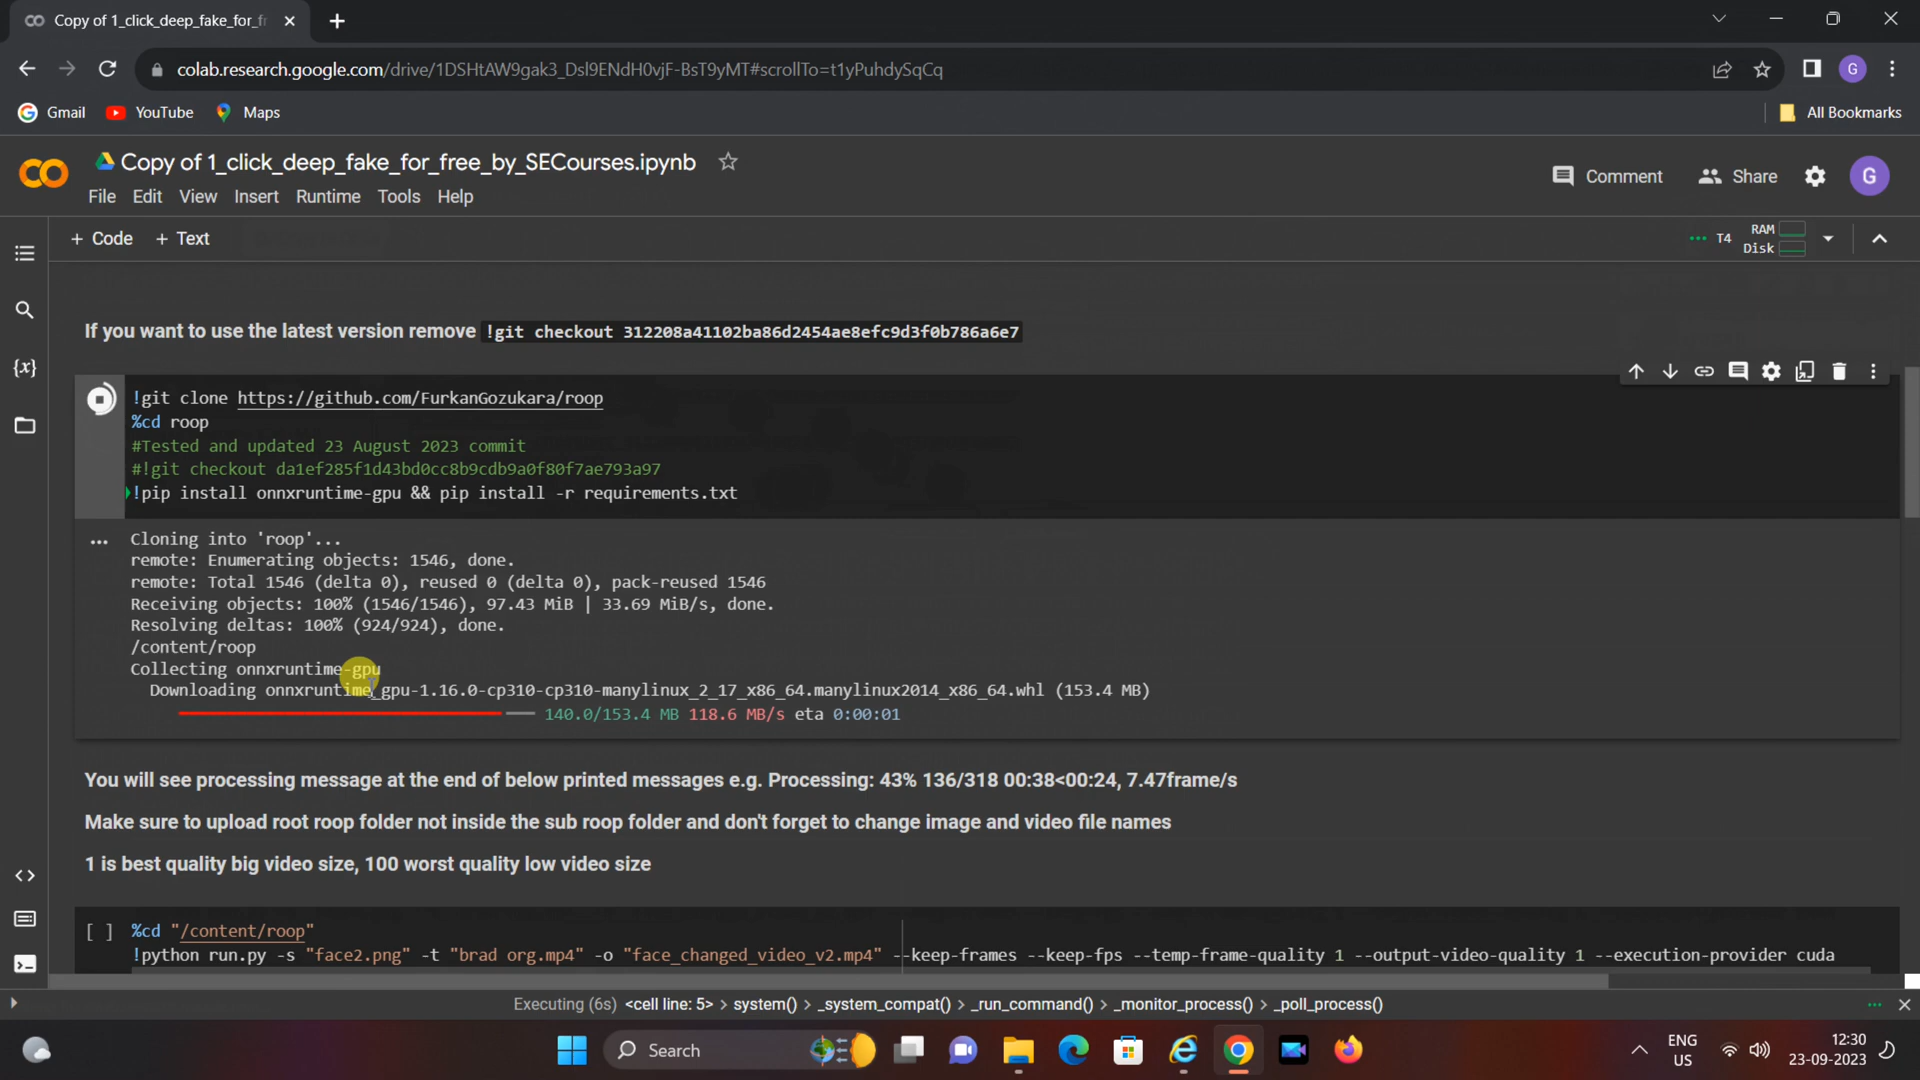 Copy of 1_click_deep_fake_for_fr
colab.research.google.com/drive/1DSHtAW9gak3_Dsl9ENdH0vjF-BsT9yMT#scrollTo=t1yPuhdySqCq
G
Gmail YouTube Maps All Bookmarks
Copy of 1_click_deep_fake_for_free_by_SECourses.ipynb
Comment Share G
File Edit View Insert Runtime Tools Help
+ Code + Text
T4 RAM
Disk
If you want to use the latest version remove !git checkout 312208a41102ba86d2454ae8efc9d3f0b786a6e7
!git clone https://github.com/FurkanGozukara/roop
%cd roop
#Tested and updated 23 August 2023 commit
#!git checkout da1ef285f1d43bd0cc8b9cdb9a0f80f7ae793a97
!pip install onnxruntime-gpu && pip install -r requirements.txt
Cloning into 'roop'...
remote: Enumerating objects: 1546, done.
remote: Total 1546 (delta 0), reused 0 (delta 0), pack-reused 1546
Receiving objects: 100% (1546/1546), 97.43 MiB | 33.69 MiB/s, done.
Resolving deltas: 100% (924/924), done.
/content/roop
Collecting onnxruntime-gpu
Downloading onnxruntime_gpu-1.16.0-cp310-cp310-manylinux_2_17_x86_64.manylinux2014_x86_64.whl (153.4 MB)
140.0/153.4 MB 118.6 MB/s eta 0:00:01
You will see processing message at the end of below printed messages e.g. Processing: 43% 136/318 00:38<00:24, 7.47frame/s
Make sure to upload root roop folder not inside the sub roop folder and don't forget to change image and video file names
1 is best quality big video size, 100 worst quality low video size
[ ] %cd "/content/roop"
!python run.py -s "face2.png" -t "brad org.mp4" -o "face_changed_video_v2.mp4" --keep-frames --keep-fps --temp-frame-quality 1 --output-video-quality 1 --execution-provider cuda
Executing (6s) <cell line: 5> > system() > _system_compat() > _run_command() > _monitor_process() > _poll_process()
Search
ENG
US
12:30
23-09-2023